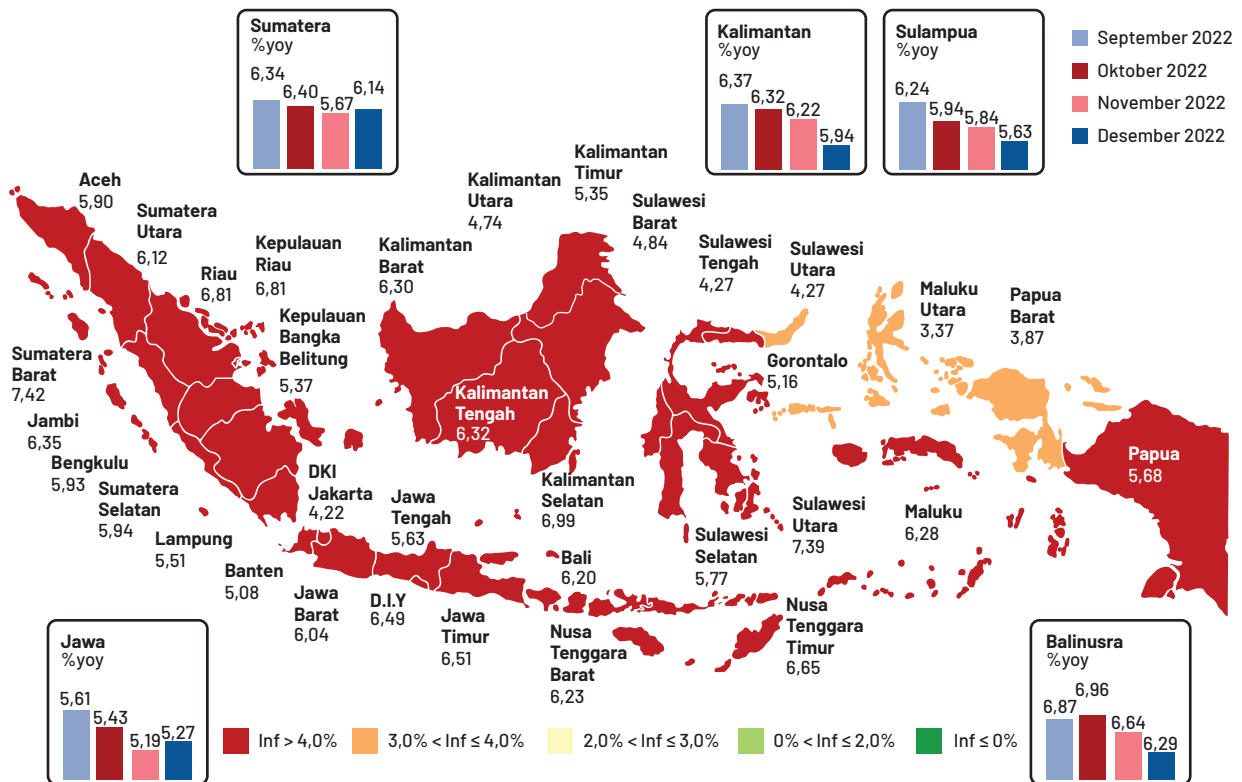 Sumatera
%yoy
6,34
6,40
5,67
6,14
Kalimantan
%yoy
6,37
6,32
6,22
5,94
Sulampua
%yoy
6,24
5,94
5,84
5,63
September 2022
Oktober 2022
November 2022
Desember 2022
Aceh
5,90
Sumatera
Utara
6,12
Riau
6,81
Kepulauan
Riau
6,81
Kepulauan
Bangka
Belitung
5,37
Kalimantan
Barat
6,30
Kalimantan
Utara
4,74
Kalimantan
Timur
5,35
Sulawesi
Barat
4,84
Sulawesi
Tengah
4,27
Sulawesi
Utara
4,27
Maluku
Utara
3,37
Papua
Barat
3,87
Gorontalo
5,16
Sumatera
Barat
7,42
Jambi
6,35
Bengkulu
5,93
Sumatera
Selatan
5,94
Lampung
5,51
Kalimantan
Tengah
6,32
Kalimantan
Selatan
6,99
Papua
5,68
DKI
Jakarta
4,22
Jawa
Tengah
5,63
Banten
5,08
Jawa
Barat
6,04
D.I.Y
6,49
Jawa
Timur
6,51
Bali
6,20
Nusa
Tenggara
Barat
6,23
Sulawesi
Selatan
5,77
Sulawesi
Utara
7,39
Maluku
6,28
Nusa
Tenggara
Timur
6,65
Jawa
%yoy
5,61
5,43
5,19
5,27
Balinusra
%yoy
6,87
6,96
6,64
6,29
Inf > 4,0%
3,0% < Inf ≤ 4,0%
2,0% < Inf ≤ 3,0%
0% < Inf ≤ 2,0%
Inf ≤ 0%